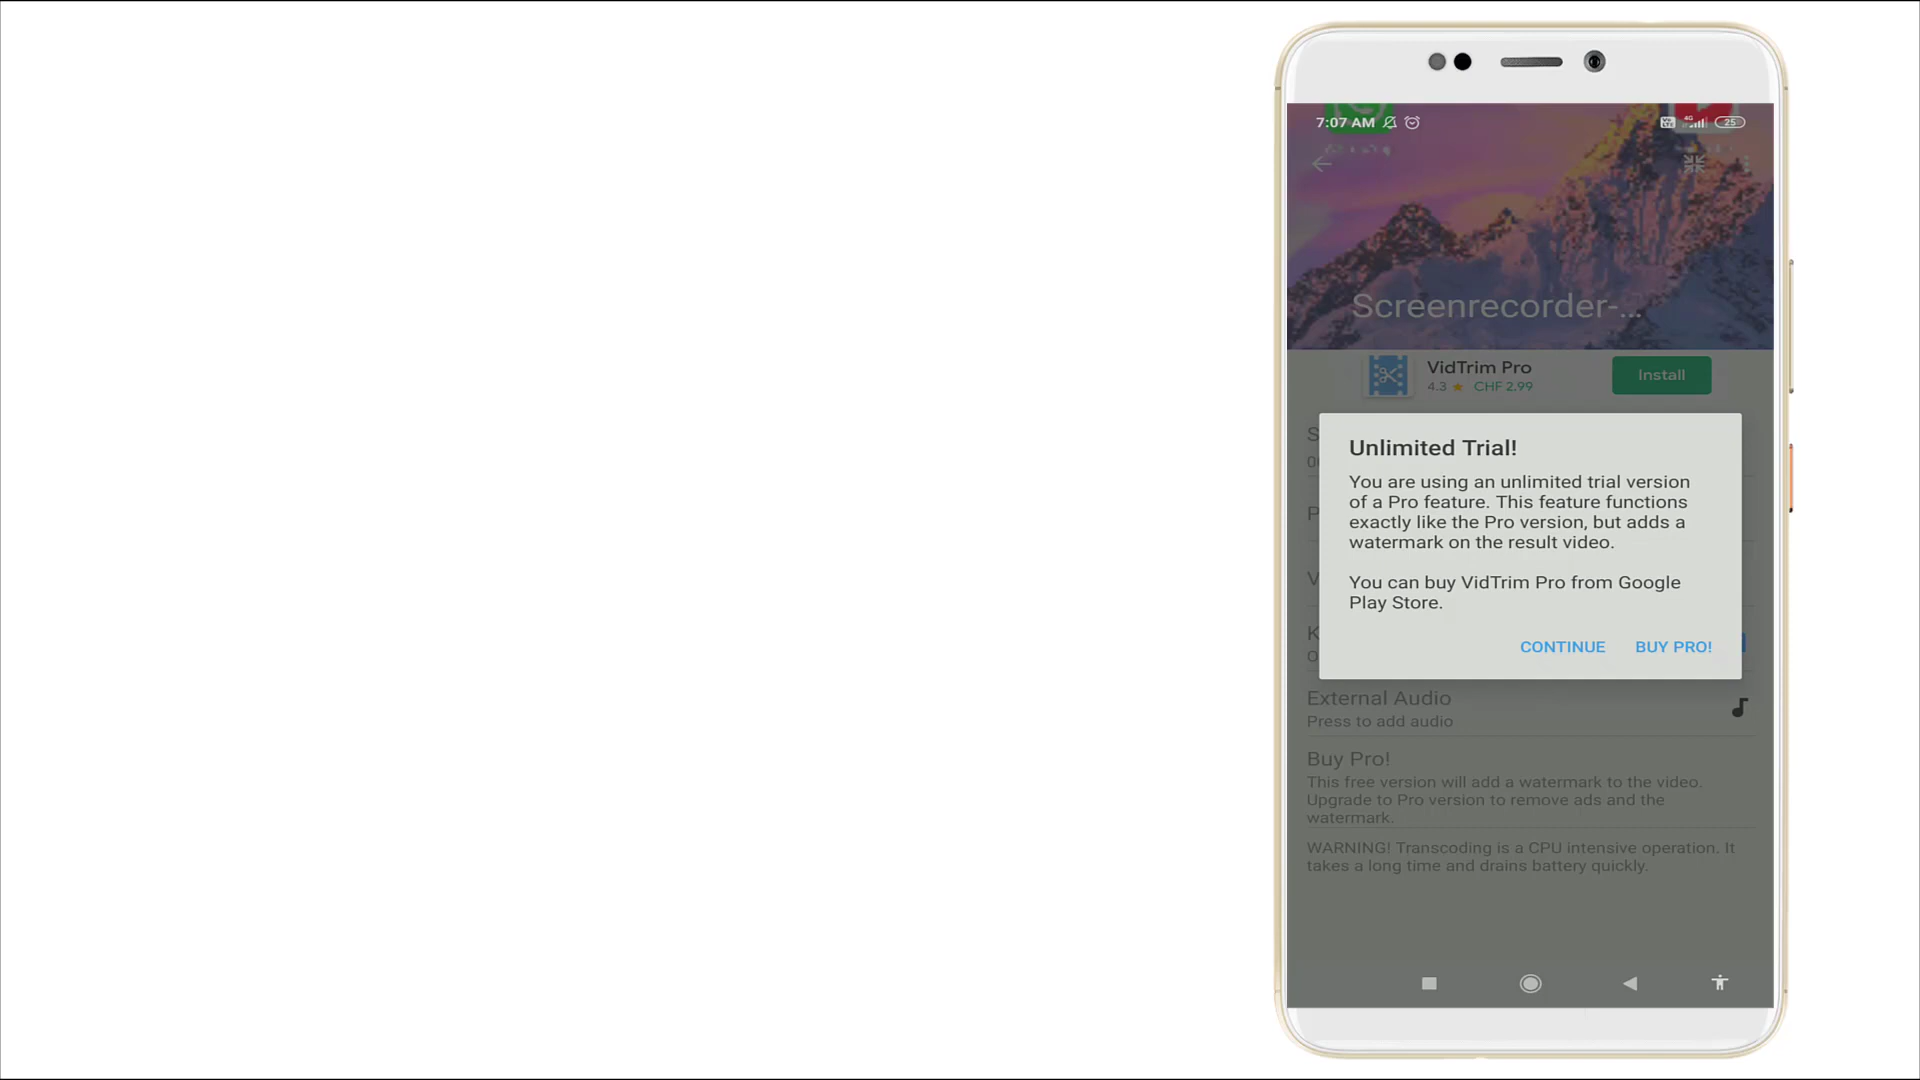 7:07 AM
4G
25
Screenrecorder-...
VidTrim Pro
4.3 ★ CHF 2.99
Install
Unlimited Trial!
You are using an unlimited trial version
of a Pro feature. This feature functions
exactly like the Pro version, but adds a
watermark on the result video.
You can buy VidTrim Pro from Google
Play Store.
CONTINUE
BUY PRO!
External Audio
Press to add audio
Buy Pro!
This free version will add a watermark to the video.
Upgrade to Pro version to remove ads and the
watermark.
WARNING! Transcoding is a CPU intensive operation. It
takes a long time and drains battery quickly.